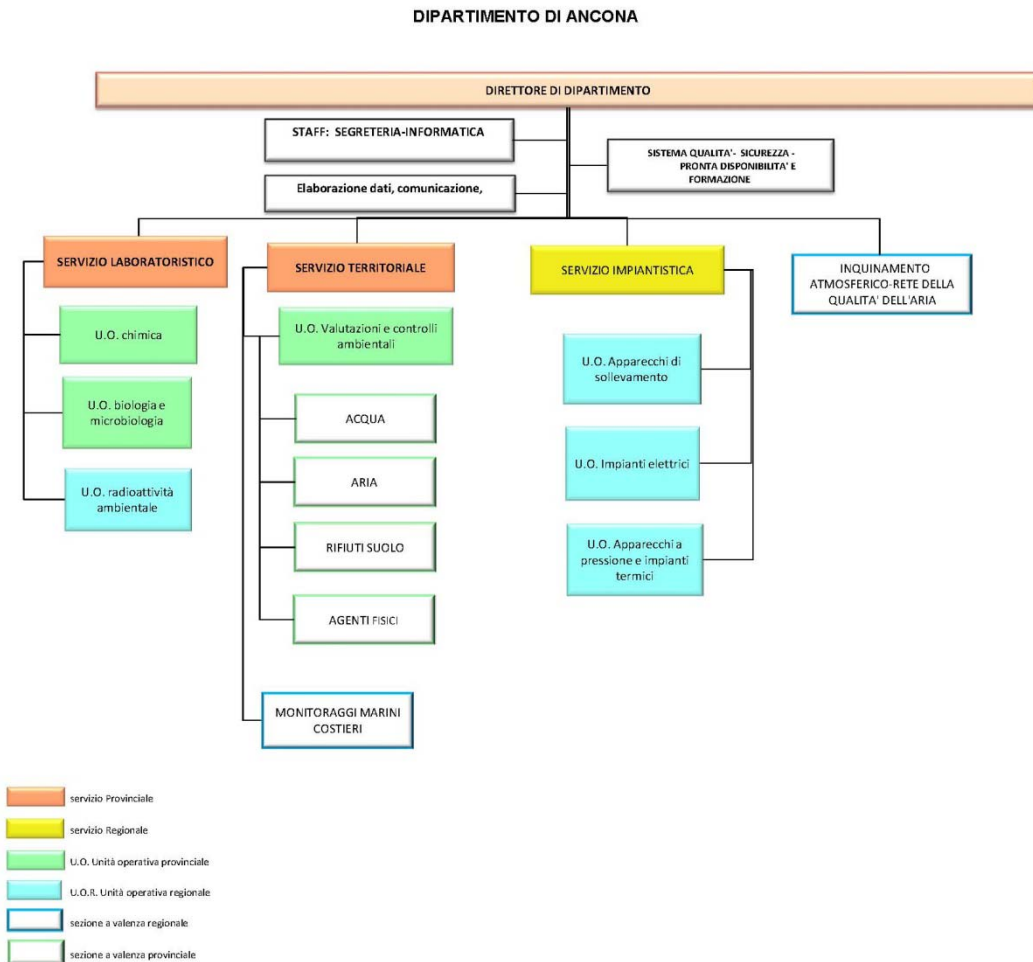 DIPARTIMENTO DI ANCONA
DIRETTORE DI DIPARTIMENTO
STAFF: SEGRETERIA-INFORMATICA
SISTEMA QUALITA'- SICUREZZA -
PRONTA DISPONIBILITA' E
FORMAZIONE
Elaborazione dati, comunicazione,
SERVIZIO LABORATORISTICO
SERVIZIO TERRITORIALE
SERVIZIO IMPIANTISTICA
INQUINAMENTO
ATMOSFERICO-RETE DELLA
QUALITA' DELL'ARIA
U.O. chimica
U.O. biologia e
microbiologia
U.O. radioattività
ambientale
U.O. Valutazioni e controlli
ambientali
ACQUA
ARIA
RIFIUTI SUOLO
AGENTI FISICI
MONITORAGGI MARINI
COSTIERI
U.O. Apparecchi di
sollevamento
U.O. Impianti elettrici
U.O. Apparecchi a
pressione e impianti
termici
servizio Provinciale
servizio Regionale
U.O. Unità operativa provinciale
U.O.R. Unità operativa regionale
sezione a valenza regionale
sezione a valenza provinciale